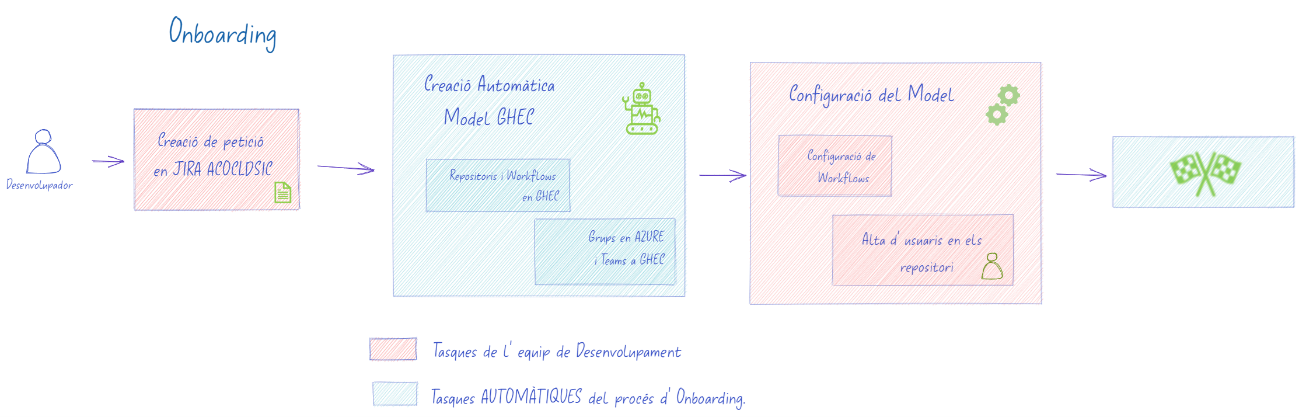 Onboarding
Desenvolupador
Creació de petició
en JIRA ACOCLDSIC
Creació Automàtica
Model GHEC
Repositoris i Workflows
en GHEC
Grups en AZURE
i Teams a GHEC
Configuració del Model
Configuració de
Workflows
Alta d' usuaris en els
repositori
Tasques de l' equip de Desenvolupament
Tasques AUTOMÀTIQUES del procés d' Onboarding.